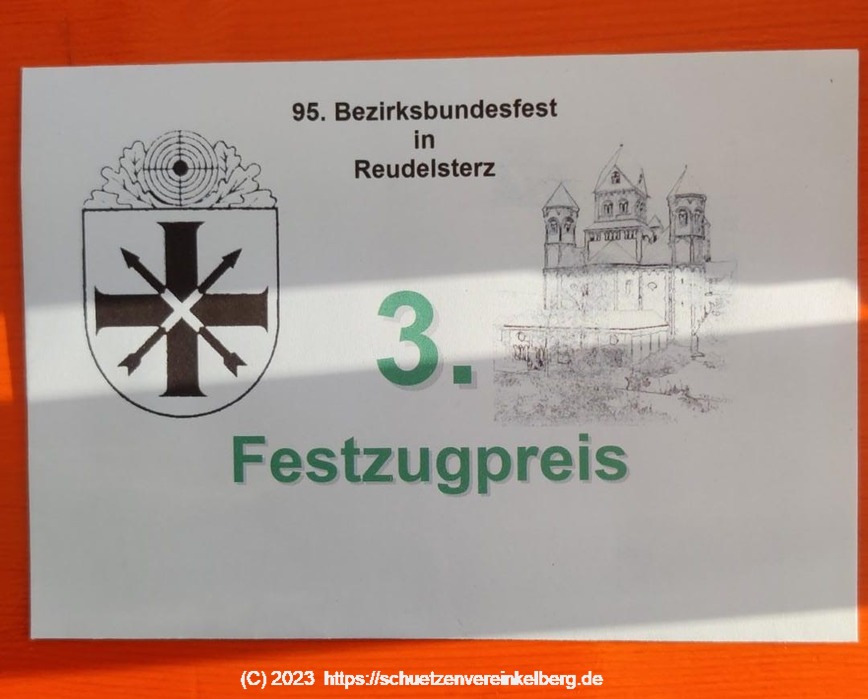 95. Bezirksbundesfest
in
Reudelsterz
3.
Festzugpreis
(C) 2023 https://schuetzenvereinkelberg.de